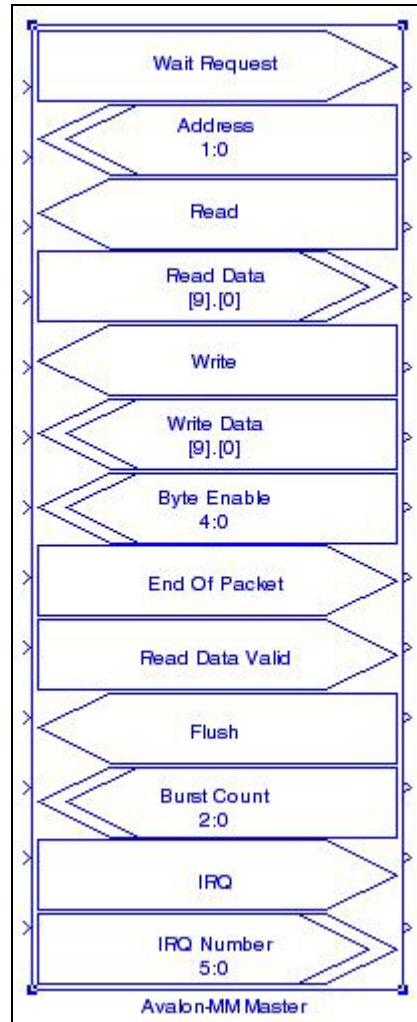 Wait Request
Address
1:0
Read
Read Data
[9].[0]
Write
Write Data
[9].[0]
Byte Enable
4:0
End Of Packet
Read Data Valid
Flush
Burst Count
2:0
IRQ
IRQ Number
5:0
Avalon-MM Master